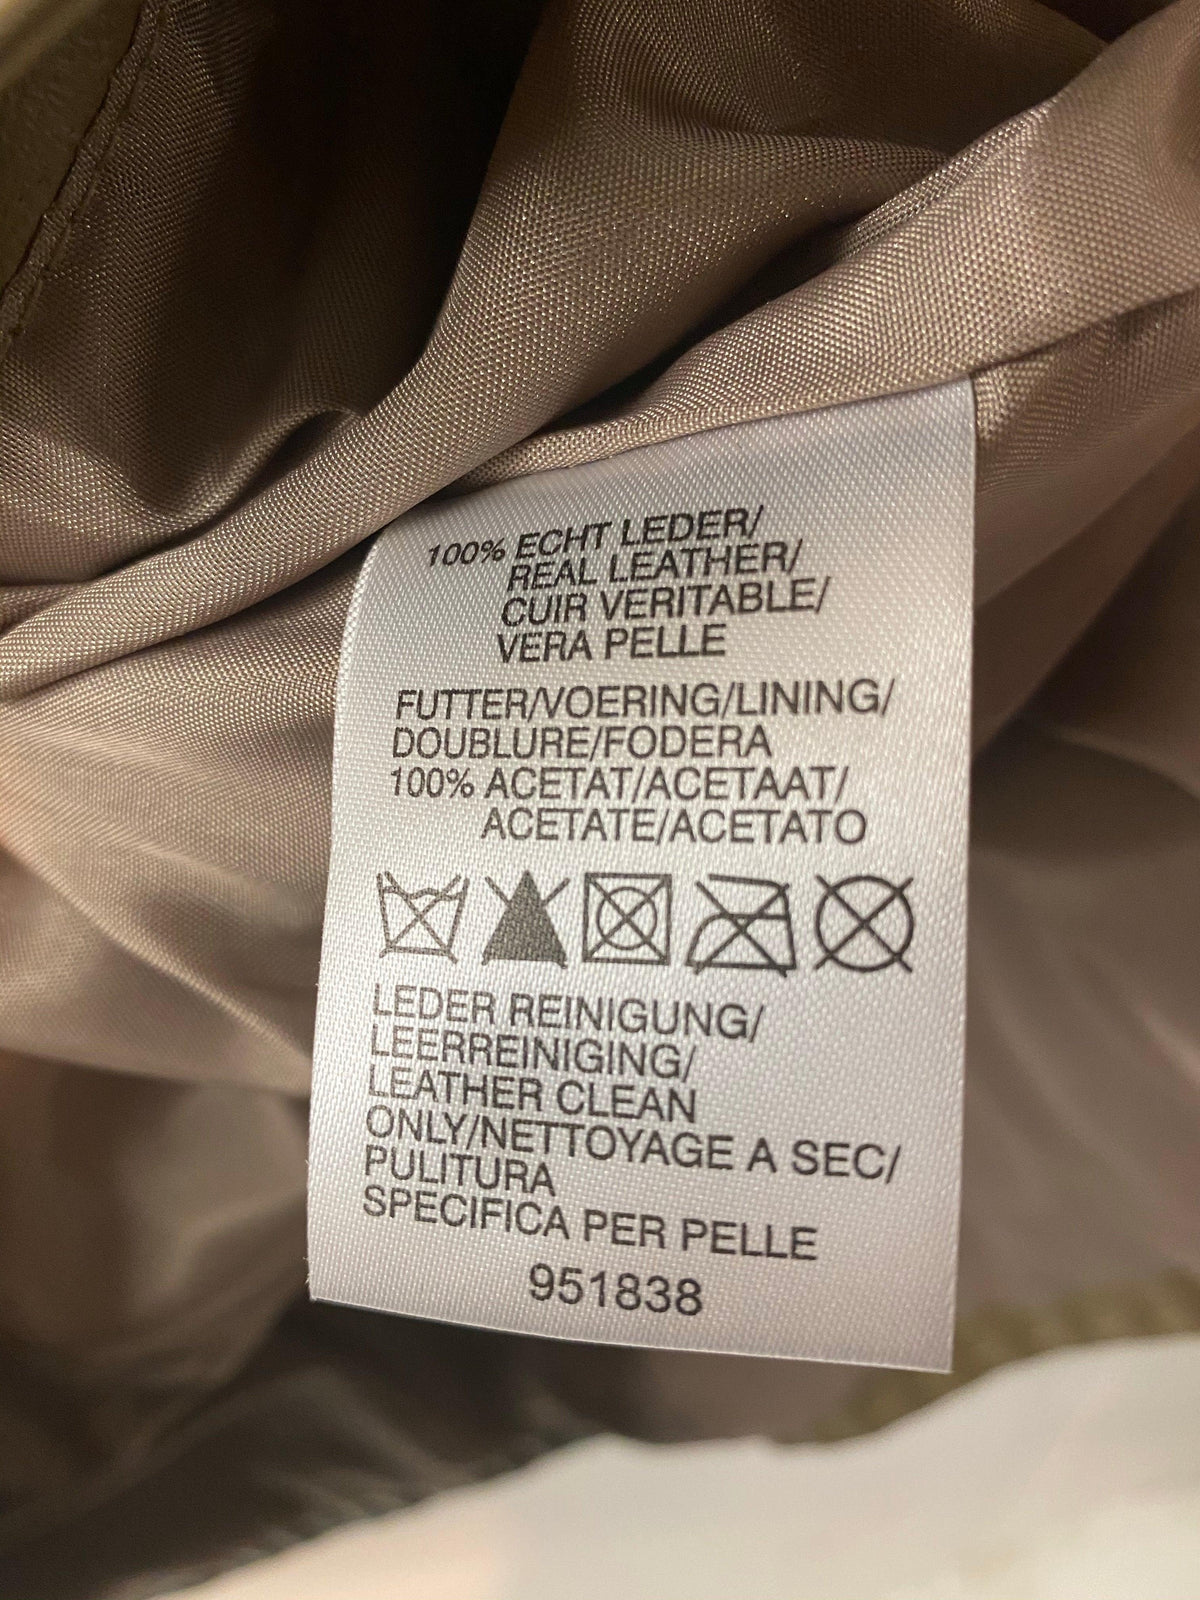 100% ECHT LEDER/
REAL LEATHER/
CUIR VERITABLE/
VERA PELLE
FUTTER/VOERING/LINING/
DOUBLURE/FODERA
100% ACETAT/ACETAAT/
ACETATE/ACETATO
LEDER REINIGUNG/
LEERREINIGING/
LEATHER CLEAN
ONLY/NETTOYAGE A SEC/
PULITURA
SPECIFICA PER PELLE
951838